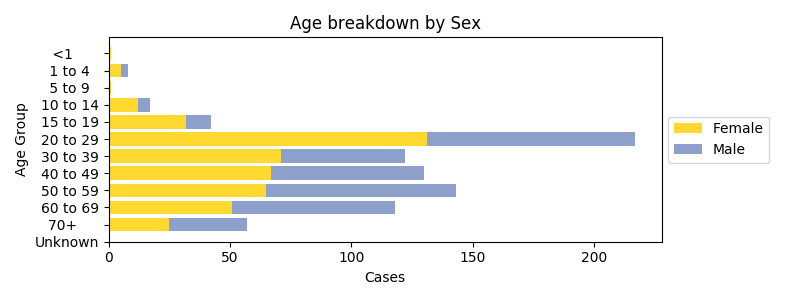 Age breakdown by Sex
Age Group
<1
1 to 4
5 to 9
10 to 14
15 to 19
20 to 29
30 to 39
40 to 49
50 to 59
60 to 69
70+
Unknown
0 50 100 150 200
Cases
Female
Male